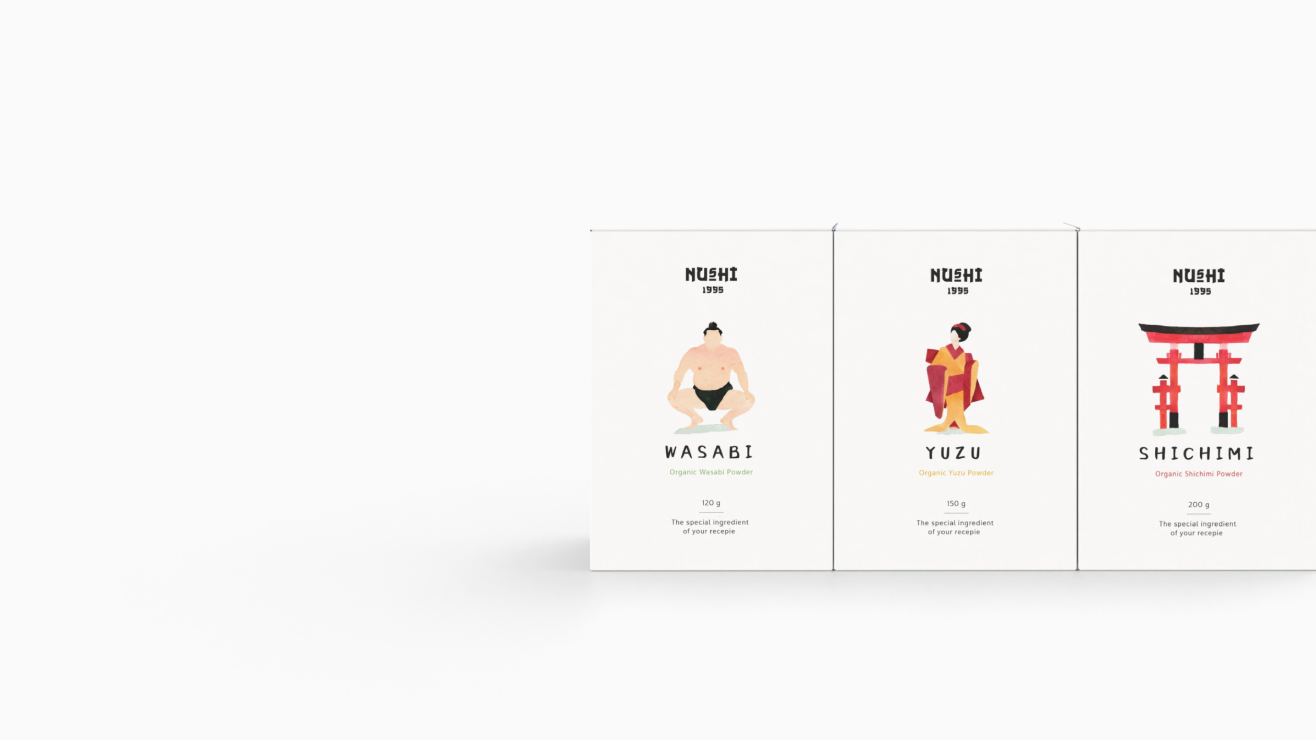 NUSHI
1995
WASABI
Organic Wasabi Powder
120 g
The special ingredient
of your recepie
NUSHI
1995
YUZU
Organic Yuzu Powder
150 g
The special ingredient
of your recepie
NUSHI
1995
SHICHIMI
Organic Shichimi Powder
200 g
The special ingredient
of your recepie